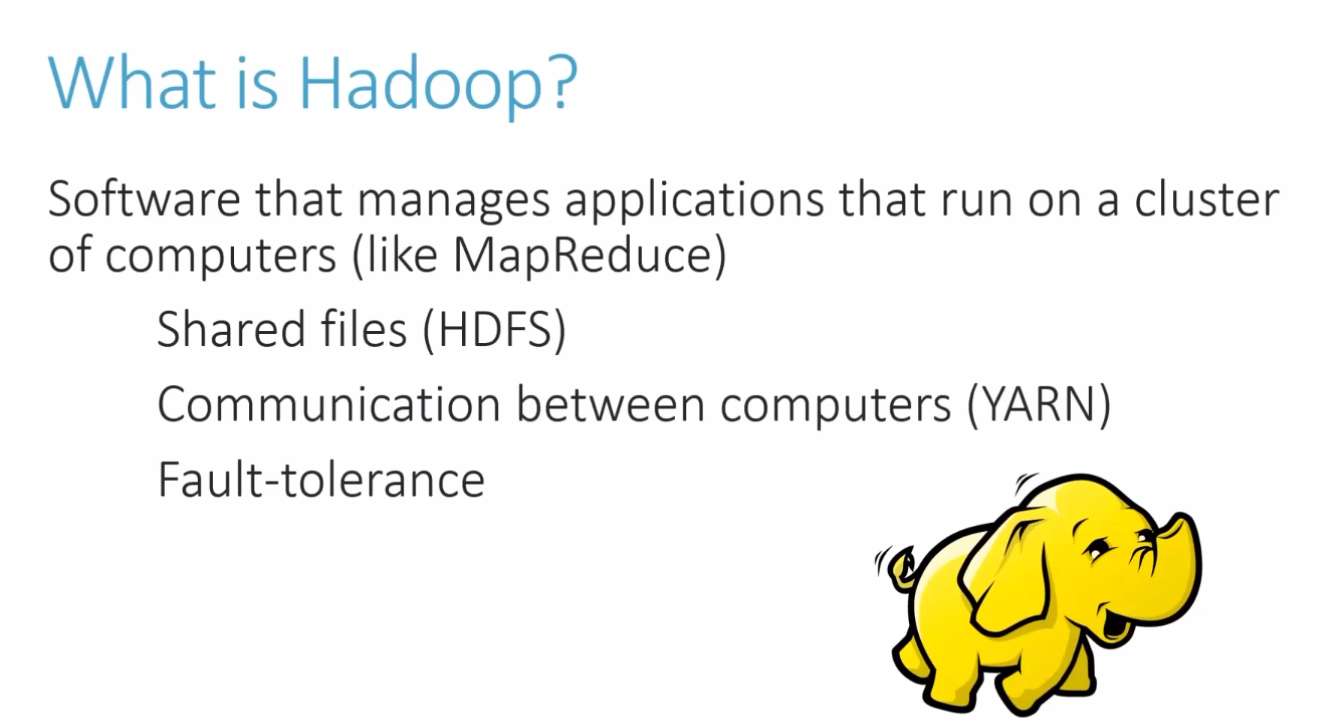 What is Hadoop?
Software that manages applications that run on a cluster
of computers (like MapReduce)
Shared files (HDFS)
Communication between computers (YARN)
Fault-tolerance